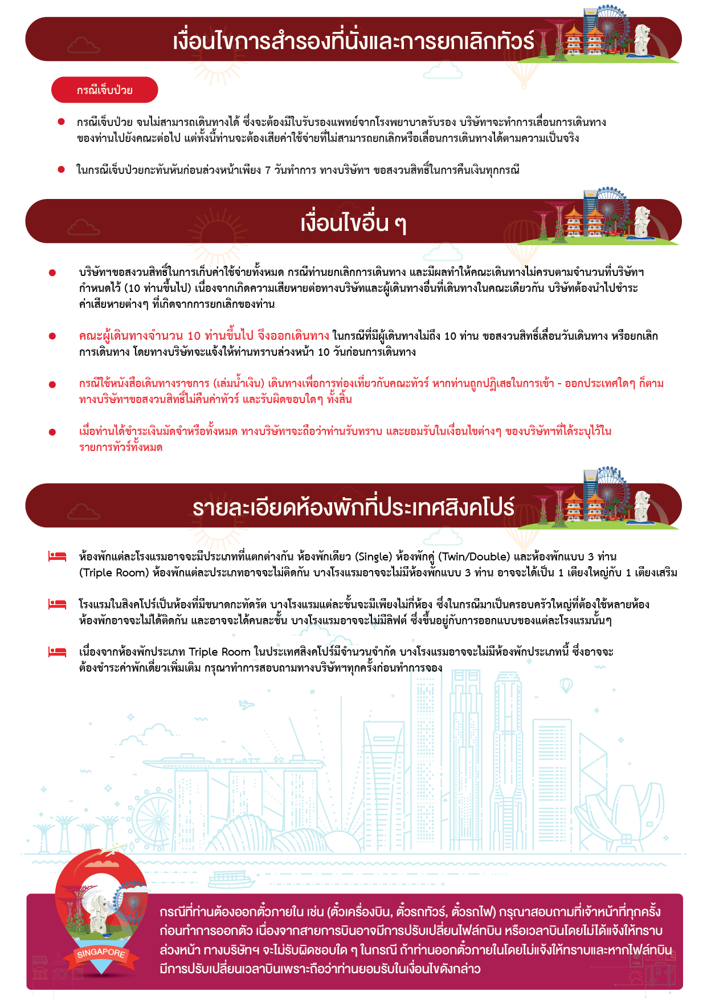 เงื่อนไขการสำรองที่นั่งและการยกเลิกทัวร์
กรณีเจ็บป่วย
กรณีเจ็บป่วย จนไม่สามารถเดินทางได้ ซึ่งจะต้องมีใบรับรองแพทย์จากโรงพยาบาลรับรอง บริษัทฯจะทำการเลื่อนการเดินทาง
ของท่านไปยังคณะต่อไป แต่ทั้งนี้ท่านจะต้องเสียค่าใช้จ่ายที่ไม่สามารถยกเลิกหรือเลื่อนการเดินทางได้ตามความเป็นจริง
ในกรณีเจ็บป่วยกะทันหันก่อนล่วงหน้าเพียง 7 วันทำการ ทางบริษัทฯ ขอสงวนสิทธิ์ในการคืนเงินทุกกรณี
เงื่อนไขอื่น ๆ
บริษัทฯขอสงวนสิทธิ์ในการเก็บค่าใช้จ่ายทั้งหมด กรณีท่านยกเลิกการเดินทาง และมีผลทำให้คณะเดินทางไม่ครบตามจำนวนที่บริษัทฯ
กำหนดไว้ (10 ท่านขึ้นไป) เนื่องจากเกิดความเสียหายต่อทางบริษัทและผู้เดินทางอื่นที่เดินทางในคณะเดียวกัน บริษัทต้องนำไปชำระ
ค่าเสียหายต่างๆ ที่เกิดจากการยกเลิกของท่าน
คณะผู้เดินทางจำนวน 10 ท่านขึ้นไป จึงออกเดินทาง ในกรณีที่มีผู้เดินทางไม่ถึง 10 ท่าน ขอสงวนสิทธิ์เลื่อนวันเดินทาง หรือยกเลิก
การเดินทาง โดยทางบริษัทจะแจ้งให้ท่านทราบล่วงหน้า 10 วันก่อนการเดินทาง
กรณีใช้หนังสือเดินทางราชการ (เล่มน้ำเงิน) เดินทางเพื่อการท่องเที่ยวกับคณะทัวร์ หากท่านถูกปฏิเสธในการเข้า - ออกประเทศใดๆ ก็ตาม
ทางบริษัทฯขอสงวนสิทธิ์ไม่คืนค่าทัวร์ และรับผิดขอบใดๆ ทั้งสิ้น
เมื่อท่านได้ชำระเงินมัดจำหรือทั้งหมด ทางบริษัทฯจะถือว่าท่านรับทราบ และยอมรับในเงื่อนไขต่างๆ ของบริษัทฯที่ได้ระบุไว้ใน
รายการทัวร์ทั้งหมด
รายละเอียดห้องพักที่ประเทศสิงคโปร์
ห้องพักแต่ละโรงแรมอาจจะมีประเภทที่แตกต่างกัน ห้องพักเดียว (Single) ห้องพักคู่ (Twin/Double) และห้องพักแบบ 3 ท่าน
(Triple Room) ห้องพักแต่ละประเภทอาจจะไม่ติดกัน บางโรงแรมอาจจะไม่มีห้องพักแบบ 3 ท่าน อาจจะได้เป็น 1 เตียงใหญ่กับ 1 เตียงเสริม
โรงแรมในสิงคโปร์เป็นห้องที่มีขนาดกะทัดรัต บางโรงแรมแต่ละชั้นจะมีเพียงไม่กี่ห้อง ซึ่งในกรณีมาเป็นครอบครัวใหญ่ที่ต้องใช้หลายห้อง
ห้องพักอาจจะไม่ได้ติดกัน และอาจจะได้คนละชั้น บางโรงแรมอาจจะไม่มีลิฟต์ ซึ่งขึ้นอยู่กับการออกแบบของแต่ละโรงแรมนั้นๆ
เนื่องจากห้องพักประเภท Triple Room ในประเทศสิงคโปร์มีจำนวนจำกัด บางโรงแรมอาจจะไม่มีห้องพักประเภทนี้ ซึ่งอาจจะ
ต้องชำระค่าพักเดี่ยวเพิ่มเติม กรุณาทำการสอบถามทางบริษัทฯทุกครั้งก่อนทำการจอง
กรณีที่ท่านต้องออกตั๋วภายใน เช่น (ตั๋วเครื่องบิน, ตั๋วรถทัวร์, ตั๋วรถไฟ) กรุณาสอบถามที่เจ้าหน้าที่ทุกครั้ง
ก่อนทำการออกตัว เนื่องจากสายการบินอาจมีการปรับเปลี่ยนไฟล์ทบิน หรือเวลาบินโดยไม่ได้แจ้งให้ทราบ
ล่วงหน้า ทางบริษัทฯ จะไม่รับผิดชอบใด ๆ ในกรณี ถ้าท่านออกตั๋วภายในโดยไม่แจ้งให้ทราบและหากไฟล์ทบิน
มีการปรับเปลี่ยนเวลาบินเพราะถือว่าท่านยอมรับในเงื่อนไขดังกล่าว
SINGAPORE